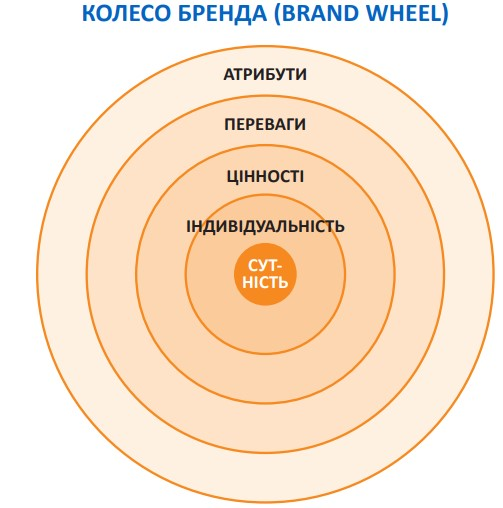 КОЛЕСО БРЕНДА (BRAND WHEEL)
АТРИБУТИ
ПЕРЕВАГИ
ЦІННОСТІ
ІНДИВІДУАЛЬНІСТЬ
СУТ-
НІСТЬ